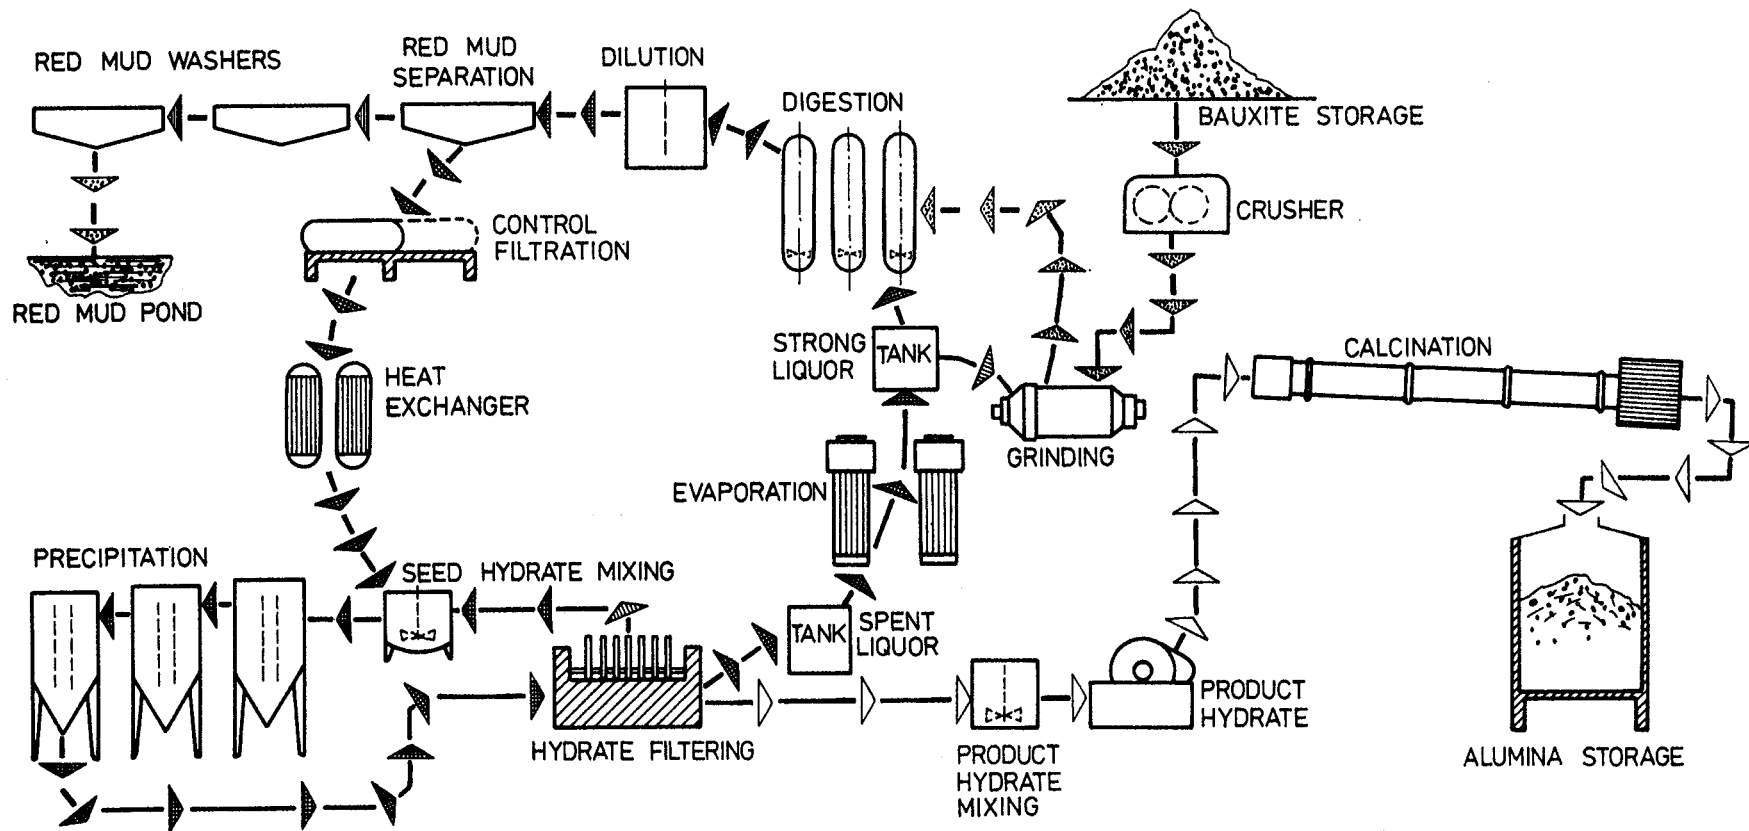 RED MUD WASHERS
RED MUD
SEPARATION
DILUTION
DIGESTION
BAUXITE STORAGE
CRUSHER
CONTROL
FILTRATION
RED MUD POND
STRONG
LIQUOR
TANK
CALCINATION
HEAT
EXCHANGER
GRINDING
EVAPORATION
PRECIPITATION
SEED HYDRATE MIXING
TANK
SPENT
LIQUOR
PRODUCT
HYDRATE
HYDRATE FILTERING
PRODUCT
HYDRATE
MIXING
ALUMINA STORAGE